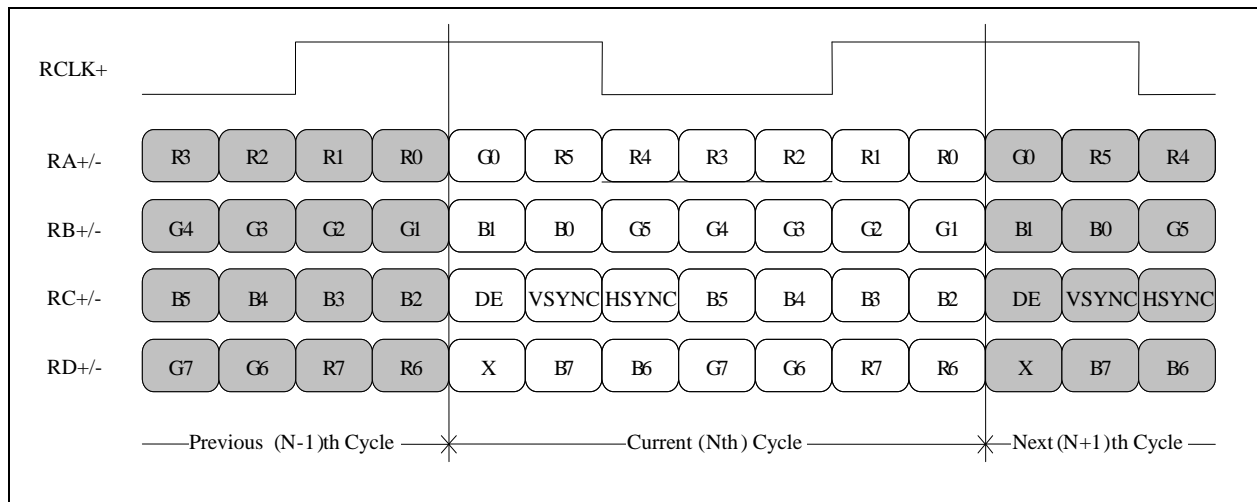 RCLK+
RA+/- R3 R2 R1 R0 G0 R5 R4 R3 R2 R1 R0 G0 R5 R4
RB+/- G4 G3 G2 G1 B1 B0 G5 G4 G3 G2 G1 B1 B0 G5
RC+/- B5 B4 B3 B2 DE VSYNC HSYNC B5 B4 B3 B2 DE VSYNC HSYNC
RD+/- G7 G6 R7 R6 X B7 B6 G7 G6 R7 R6 X B7 B6
Previous (N-1)th Cycle Current (Nth) Cycle Next (N+1)th Cycle